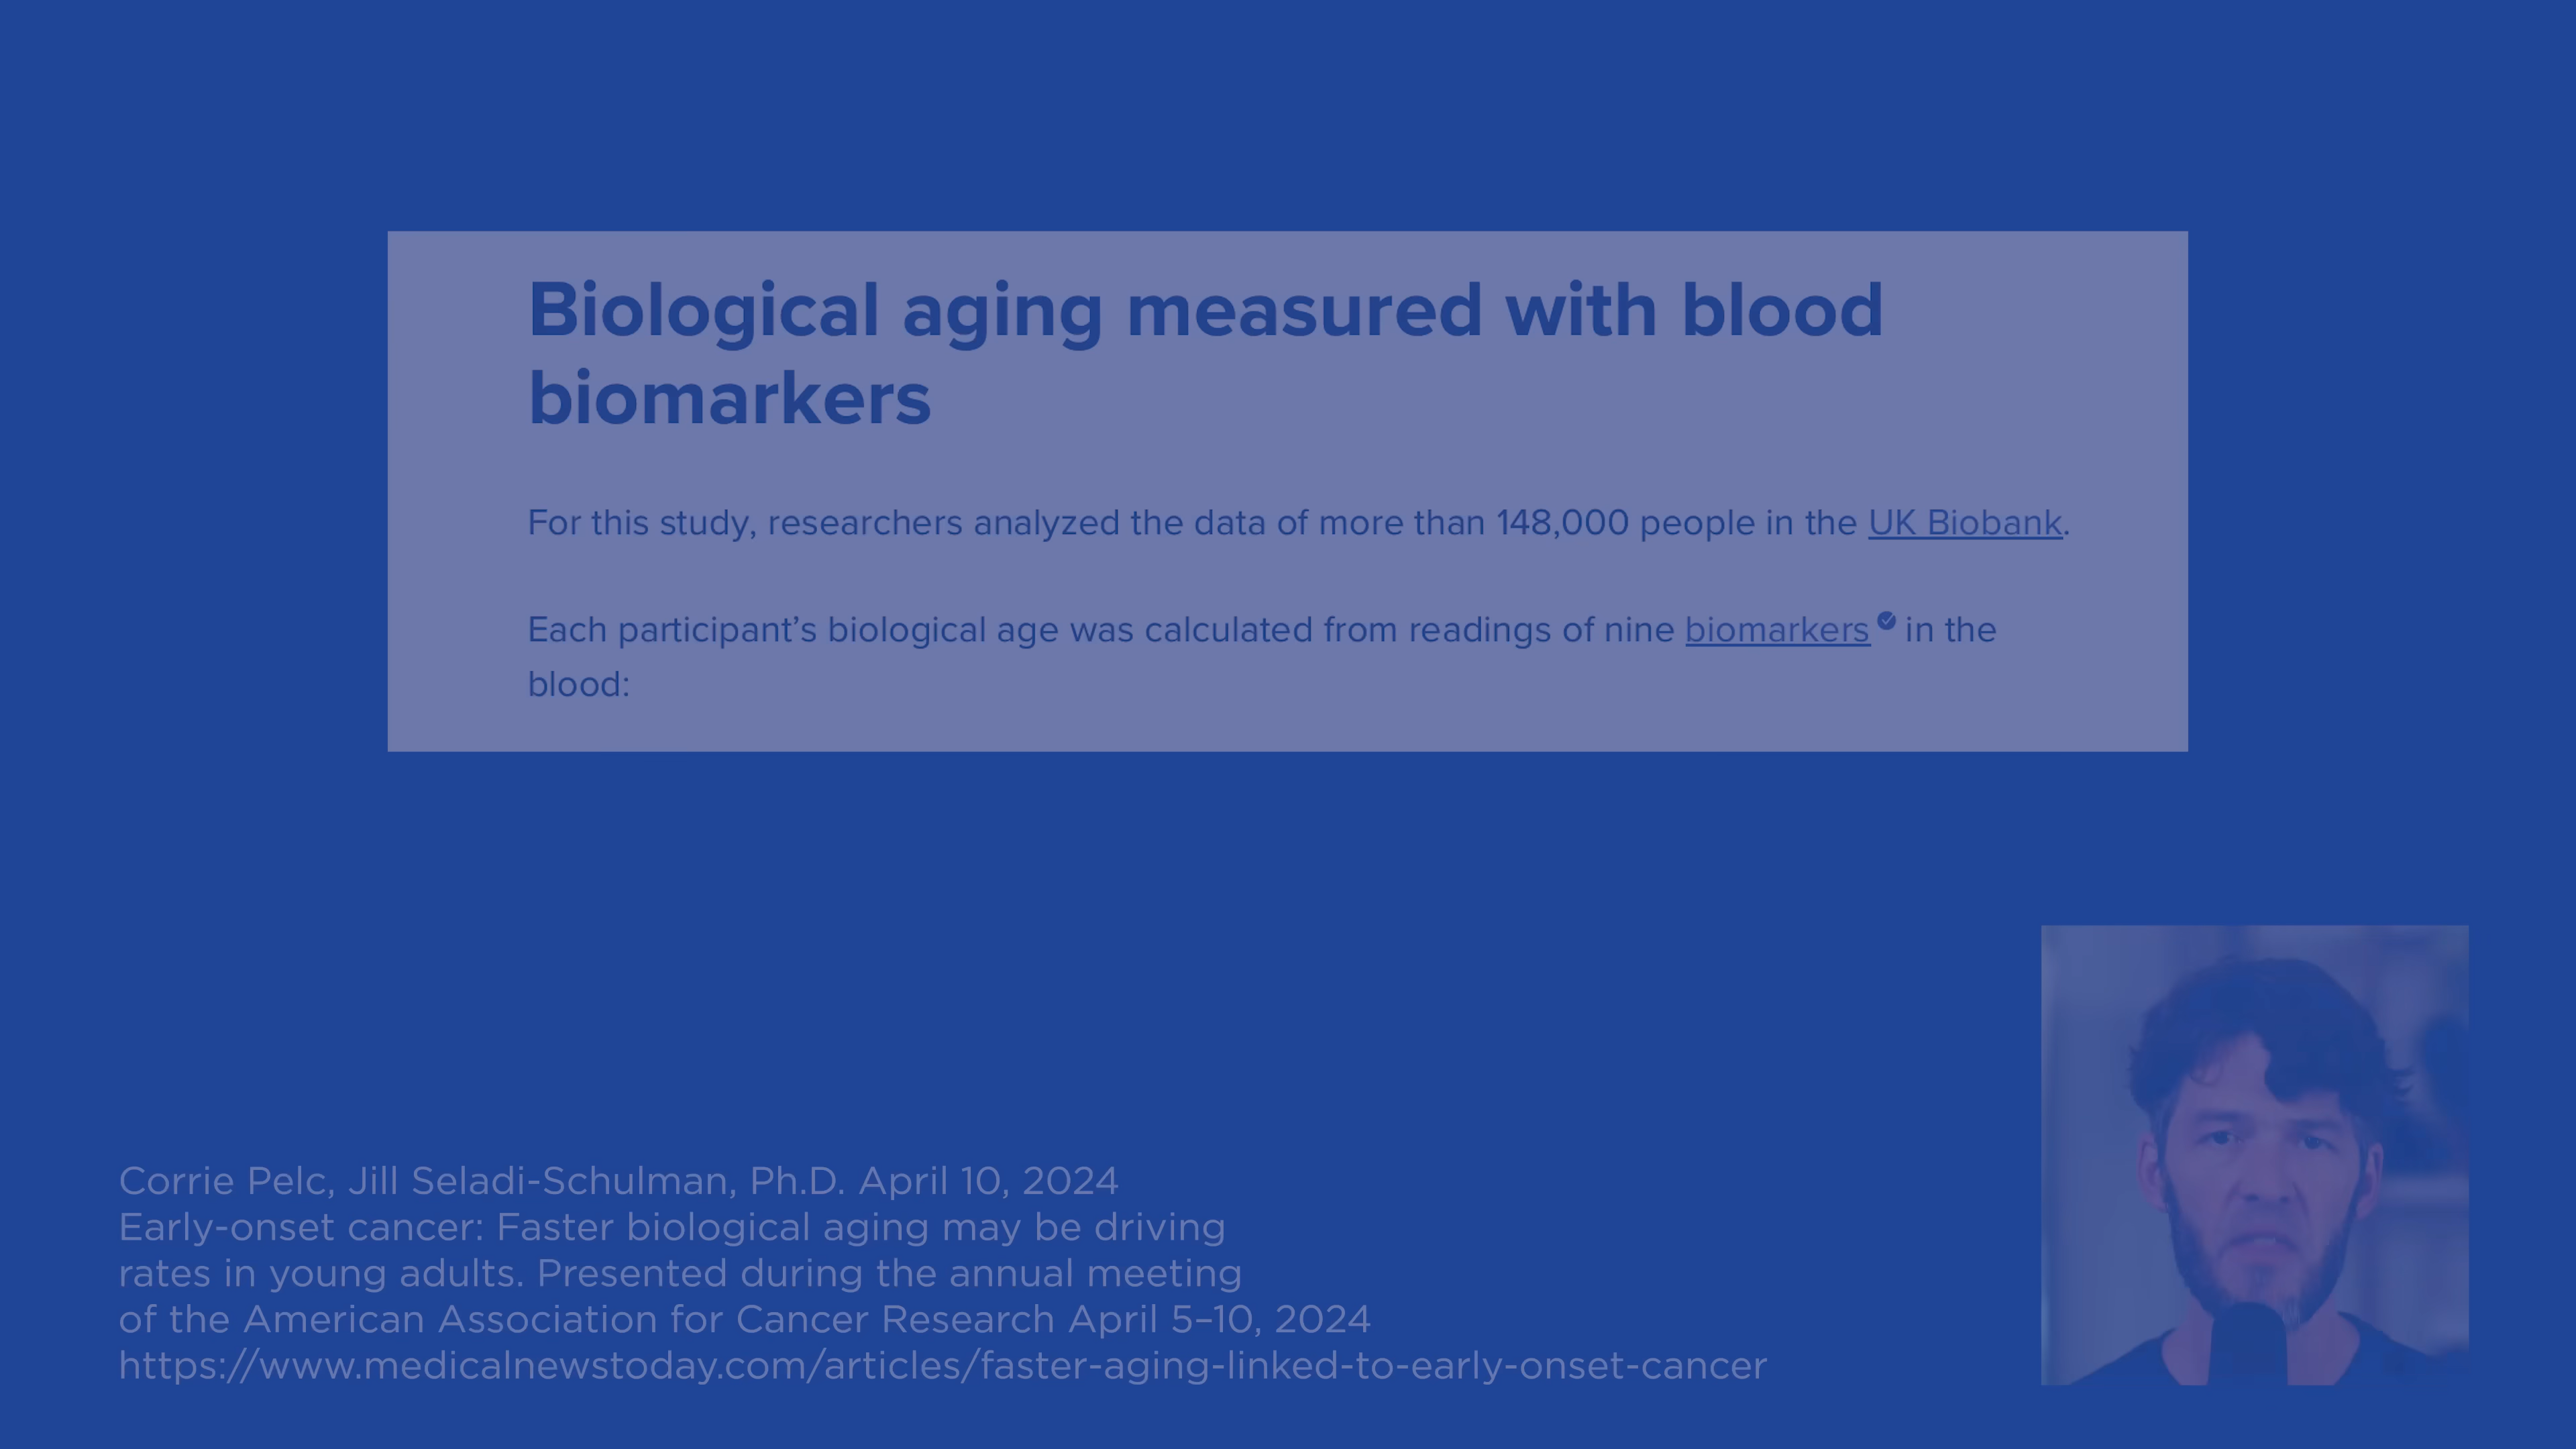 Biological aging measured with blood
biomarkers
For this study, researchers analyzed the data of more than 148,000 people in the UK Biobank.
Each participant’s biological age was calculated from readings of nine biomarkers in the
blood:
Corrie Pelc, Jill Seladi-Schulman, Ph.D. April 10, 2024
Early-onset cancer: Faster biological aging may be driving
rates in young adults. Presented during the annual meeting
of the American Association for Cancer Research April 5–10, 2024
https://www.medicalnewstoday.com/articles/faster-aging-linked-to-early-onset-cancer